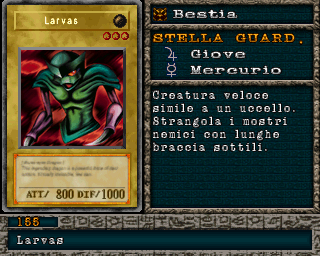 Larvas
ATT/ 800 DIF/1000
Bestia
STELLA GUARD.
Giove
Mercurio
Creatura veloce
simile a un uccello.
Strangola i mostri
nemici con lunghe
braccia sottili.
155
Larvas